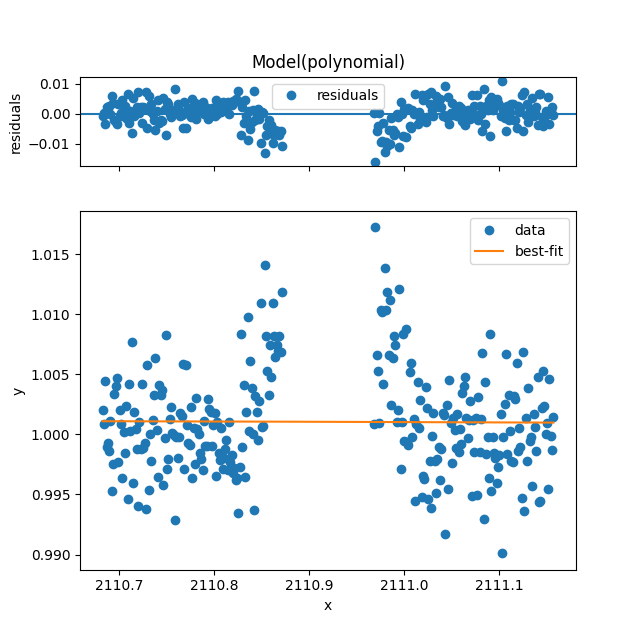 Model(polynomial)
0.01
0.00
−0.01
residuals
residuals
1.015
1.010
1.005
1.000
0.995
0.990
y
data
best-fit
2110.7
2110.8
2110.9
2111.0
2111.1
x